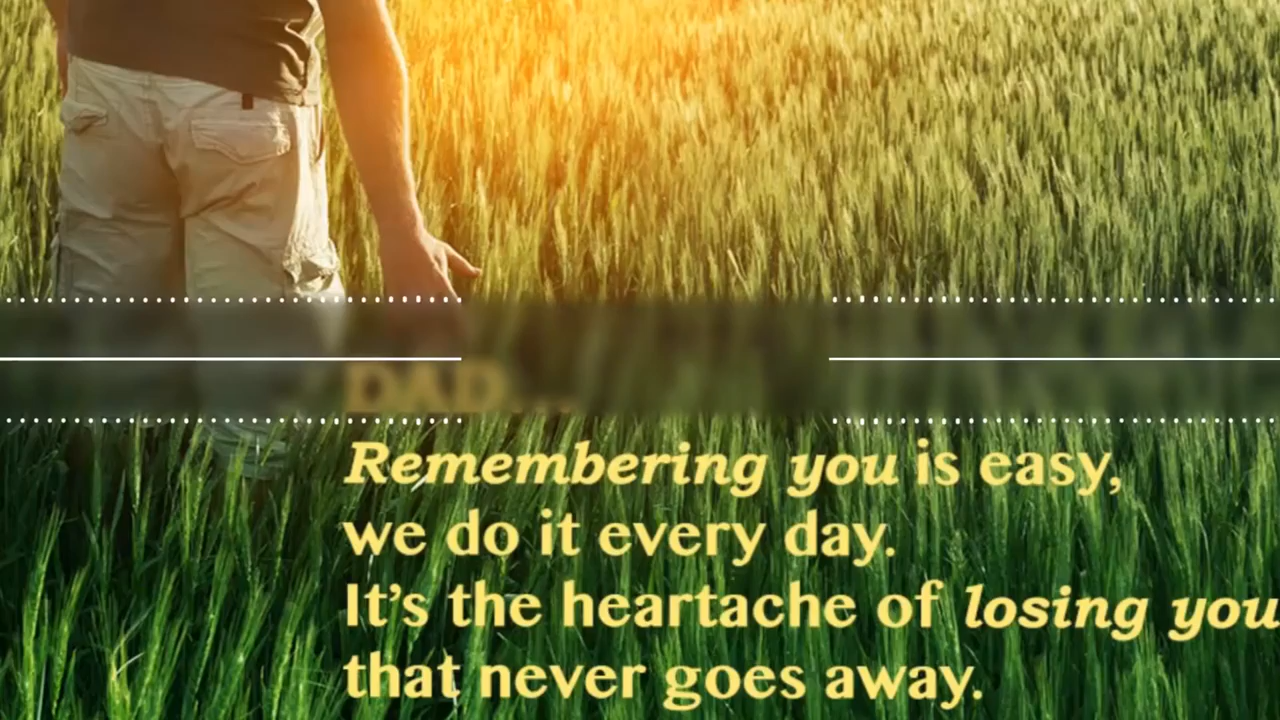 DAD...
Remembering you is easy,
we do it every day.
It’s the heartache of losing you
that never goes away.